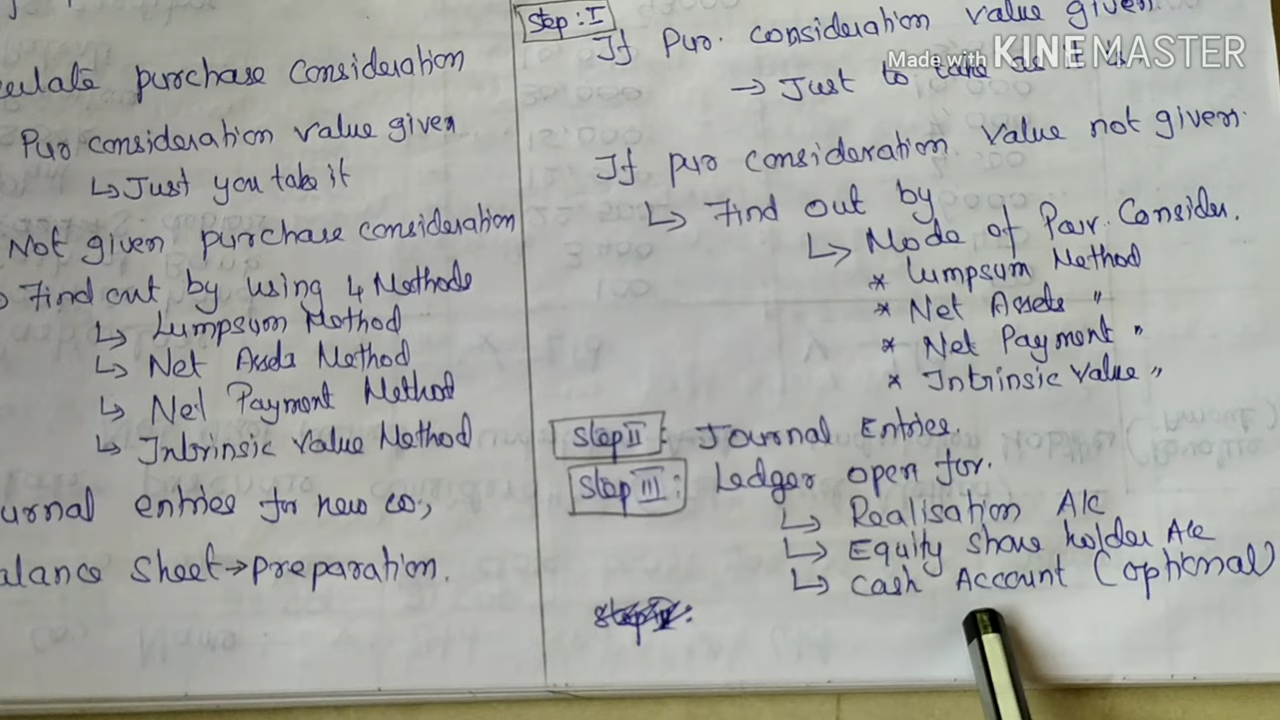 purchase consideration
Pur consideration value given
↳ Just you take it
Not given purchase consideration
Find out by using 4 Methods
↳ Lumpsum Method
↳ Net Assets Method
↳ Net Payment Method
↳ Intrinsic Value Method
entries for new co;
Sheet → preparation.
Step: I
If Pur. consideration value given
→ Just to take as it is
If pur consideration value not given.
↳ Find out by
↳ Mode of Pur. Consider.
* Lumpsum Method
* Net Assets "
* Net Payment "
* Intrinsic value "
Step II: Journal Entries.
Step III: Ledger open for.
↳ Realisation A/c
↳ Equity share holder A/c
↳ Cash Account (optional)
Made with KINEMASTER